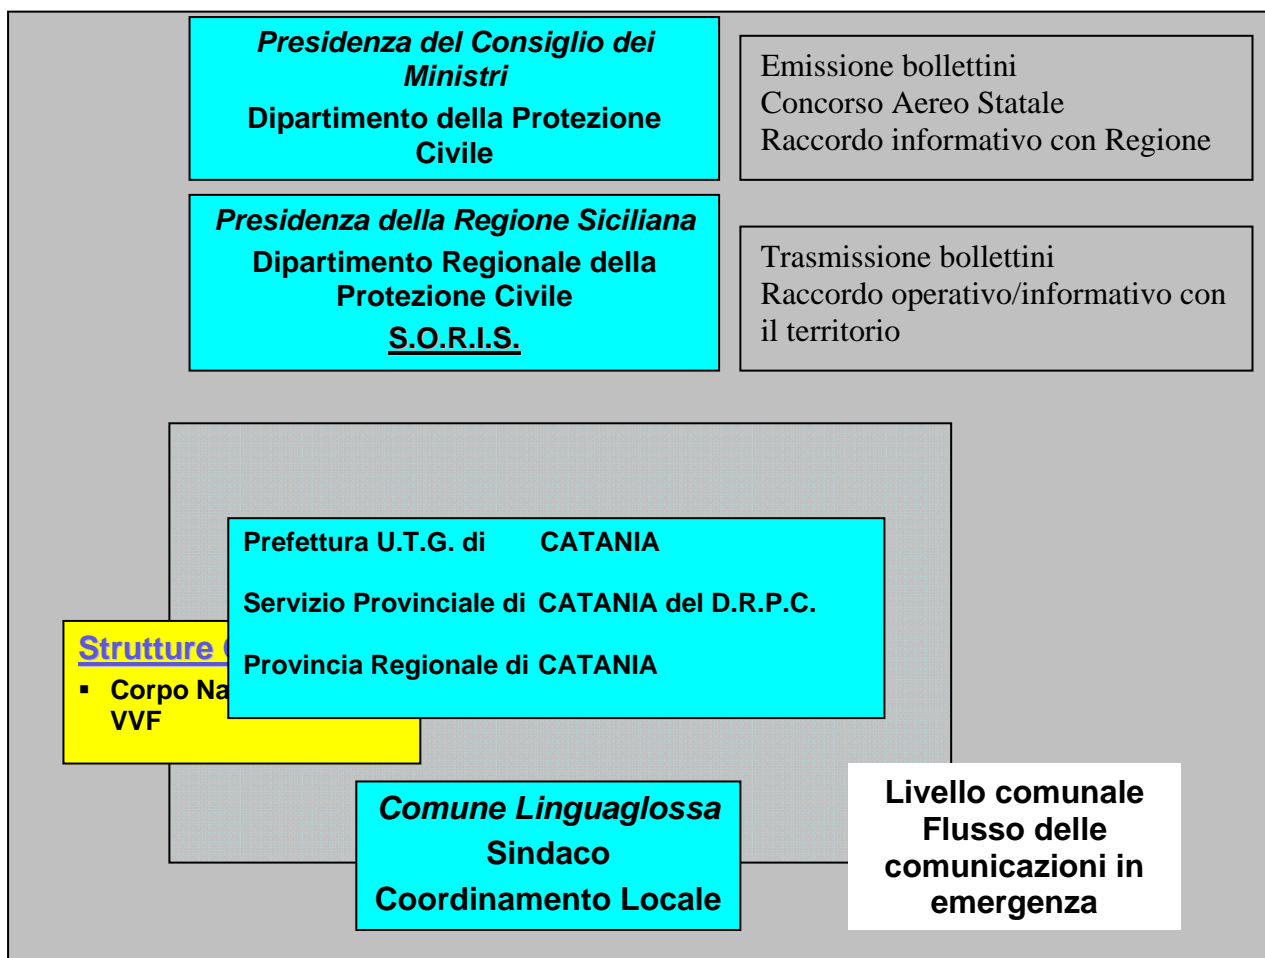 Presidenza del Consiglio dei
Ministri
Dipartimento della Protezione
Civile
Emissione bollettini
Concorso Aereo Statale
Raccordo informativo con Regione
Presidenza della Regione Siciliana
Dipartimento Regionale della
Protezione Civile
S.O.R.I.S.
Trasmissione bollettini
Raccordo operativo/informativo con
il territorio
Prefettura U.T.G. di CATANIA
Servizio Provinciale di CATANIA del D.R.P.C.
Provincia Regionale di CATANIA
Strutture
▪ Corpo Na
VVF
Comune Linguaglossa
Sindaco
Coordinamento Locale
Livello comunale
Flusso delle
comunicazioni in
emergenza